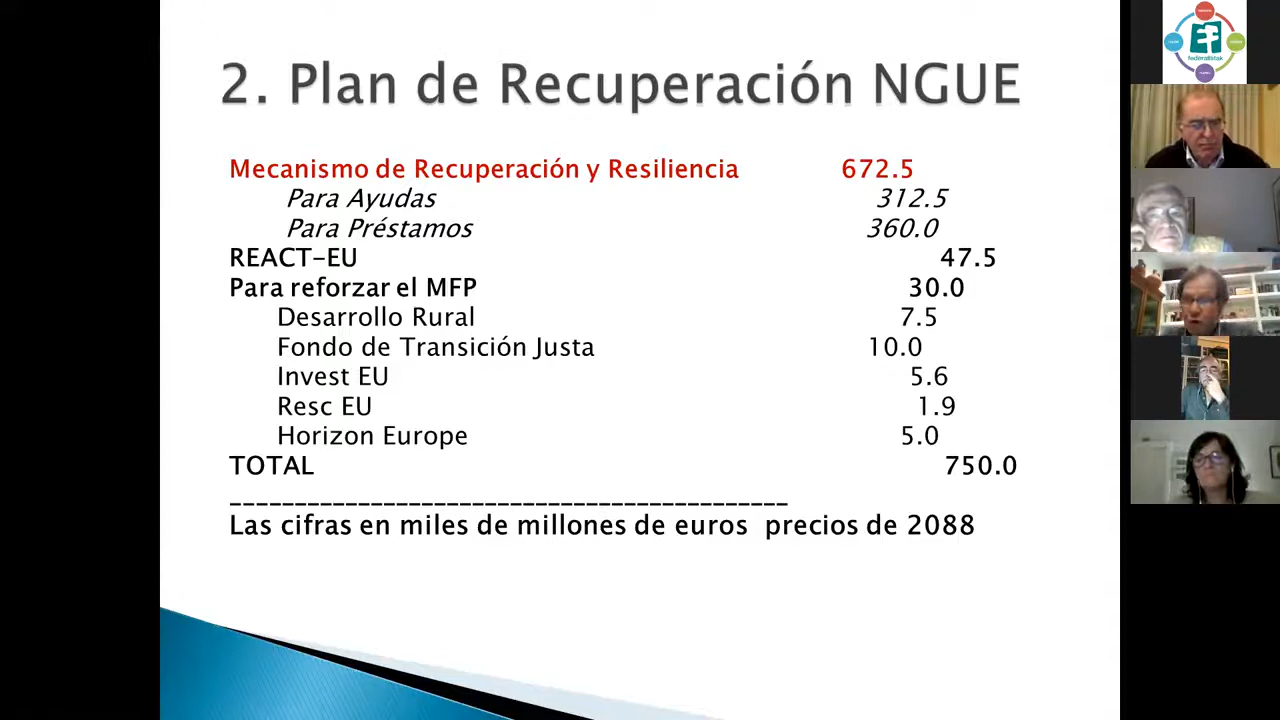 2. Plan de Recuperación NGUE
Mecanismo de Recuperación y Resiliencia 672.5
Para Ayudas 312.5
Para Préstamos 360.0
REACT-EU 47.5
Para reforzar el MFP 30.0
Desarrollo Rural 7.5
Fondo de Transición Justa 10.0
Invest EU 5.6
Resc EU 1.9
Horizon Europe 5.0
TOTAL 750.0
Las cifras en miles de millones de euros precios de 2088
federalistak